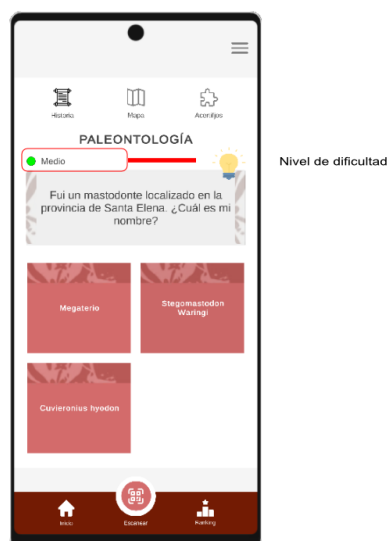 Historia
Mapa
Acertijos
PALEONTOLOGÍA
Medio
Nivel de dificultad
Fui un mastodonte localizado en la
provincia de Santa Elena. ¿Cuál es mi
nombre?
Megaterio
Stegomastodon
Waringi
Cuvieronius hyodon
Inicio
Escanear
Ranking